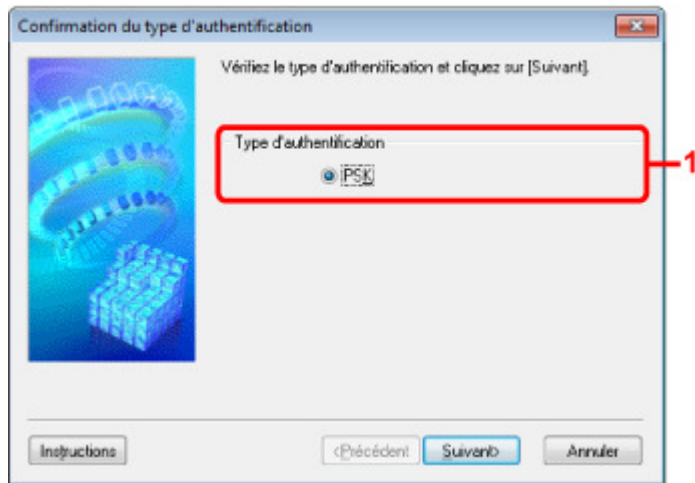 Confirmation du type d'authentification
Vérifiez le type d'authentification et cliquez sur [Suivant].
Type d'authentification
PSK
1
Instructions
<Précédent
Suivant>
Annuler